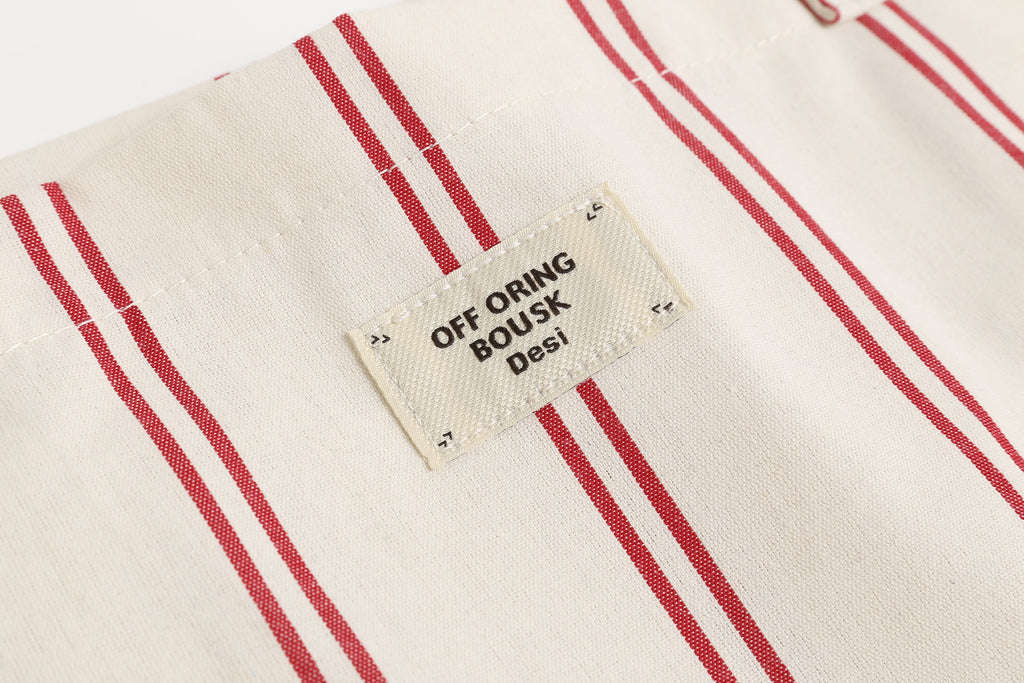 OFF ORING
BOUSK
Desi